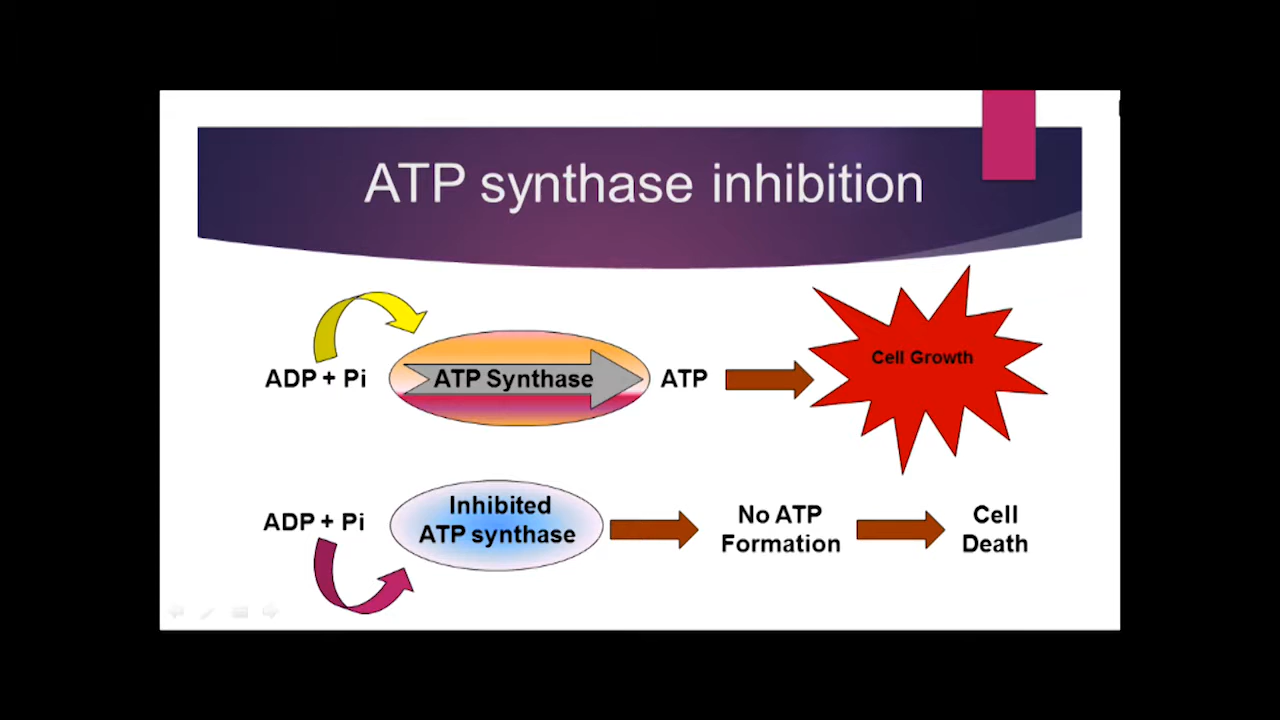 ATP synthase inhibition
ADP + Pi
ATP Synthase
ATP
Cell Growth
ADP + Pi
Inhibited
ATP synthase
No ATP
Formation
Cell
Death